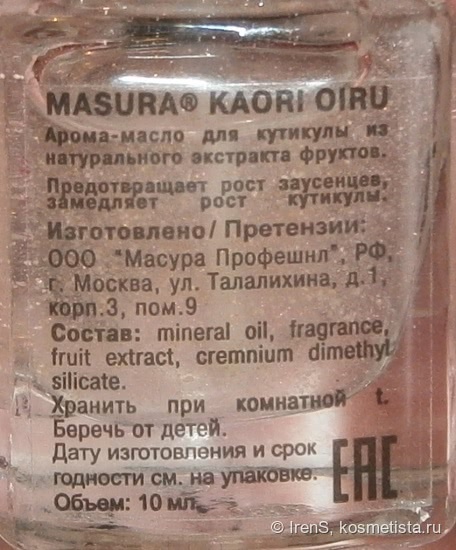 MASURA® KAORI OIRU
Арома-масло для кутикулы из
натурального экстракта фруктов.
Предотвращает рост заусенцев,
замедляет рост кутикулы.
Изготовлено/ Претензии:
ООО "Масура Профешнл", РФ,
г. Москва, ул. Талалихина, д.1,
корп.3, пом.9
Состав: mineral oil, fragrance,
fruit extract, cremnium dimethyl
silicate.
Хранить при комнатной t.
Беречь от детей.
Дату изготовления и срок
годности см. на упаковке.
Объем: 10 мл.
EAC
© IrenS, kosmetista.ru